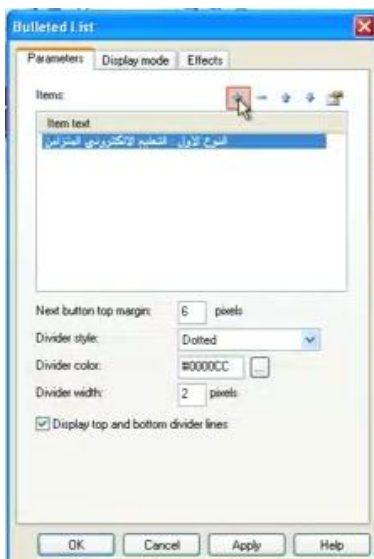 Bulleted List
Parameters Display mode Effects
Items:
Item text
النوع الأول : التعليم الالكتروني المتزامن
Next button top margin: 6 pixels
Divider style: Dotted
Divider color: #0000CC ...
Divider width: 2 pixels
Display top and bottom divider lines
OK Cancel Apply Help